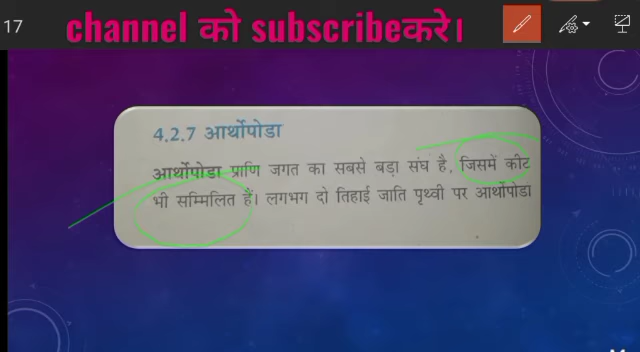 17
channel को subscribeकरे।
4.2.7 आर्थोपोडा
आर्थोपोडा प्राणि जगत का सबसे बड़ा संघ है, जिसमें कीट
भी सम्मिलित हैं। लगभग दो तिहाई जाति पृथ्वी पर आर्थोपोडा